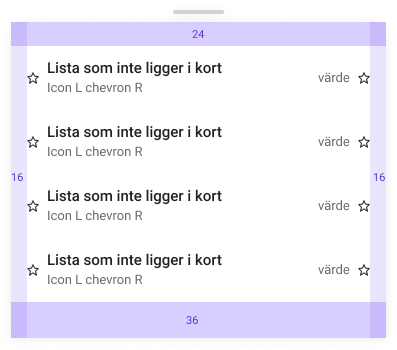 24
Lista som inte ligger i kort
Icon L chevron R
värde
Lista som inte ligger i kort
Icon L chevron R
värde
16
16
Lista som inte ligger i kort
Icon L chevron R
värde
Lista som inte ligger i kort
Icon L chevron R
värde
36